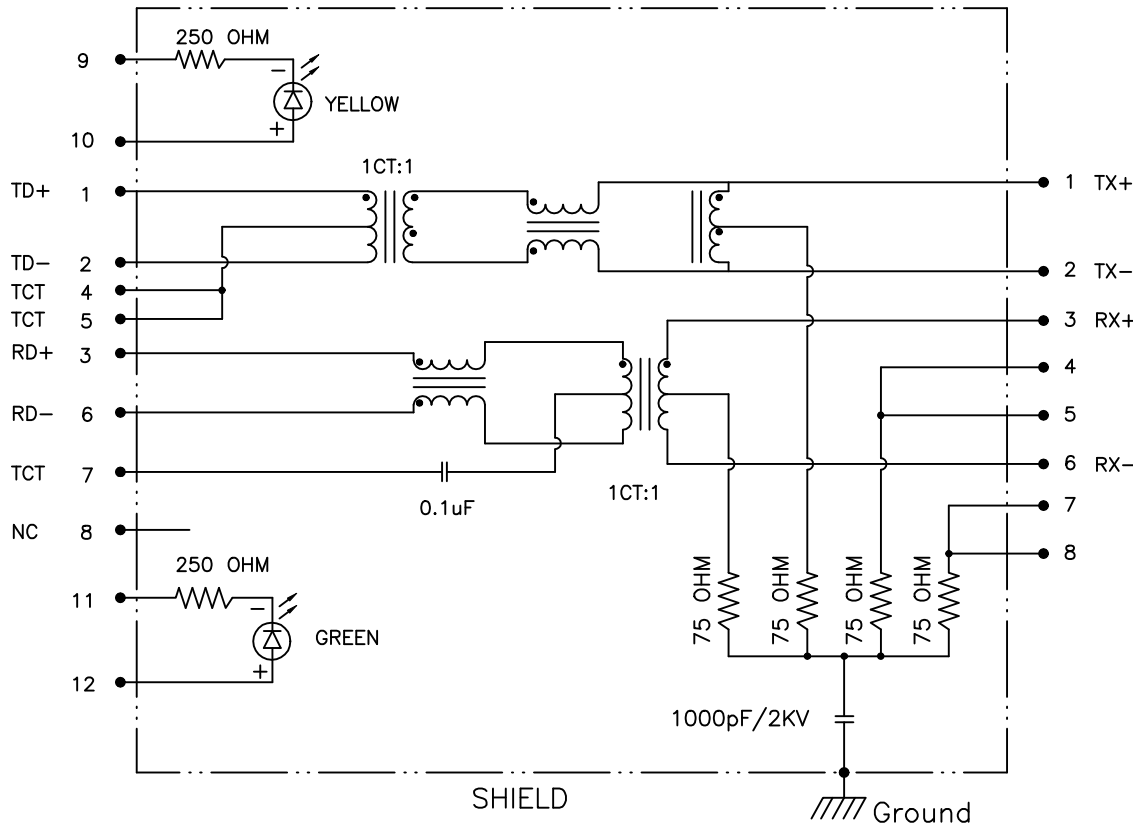 250 OHM
9
−
YELLOW
10
+
1CT:1
TD+ 1
1 TX+
TD− 2
2 TX−
TCT 4
TCT 5
3 RX+
RD+ 3
4
RD− 6
5
6 RX−
TCT 7
0.1uF
1CT:1
7
NC 8
8
250 OHM
11
−
GREEN
12
+
75 OHM
75 OHM
75 OHM
75 OHM
1000pF/2KV
SHIELD
Ground